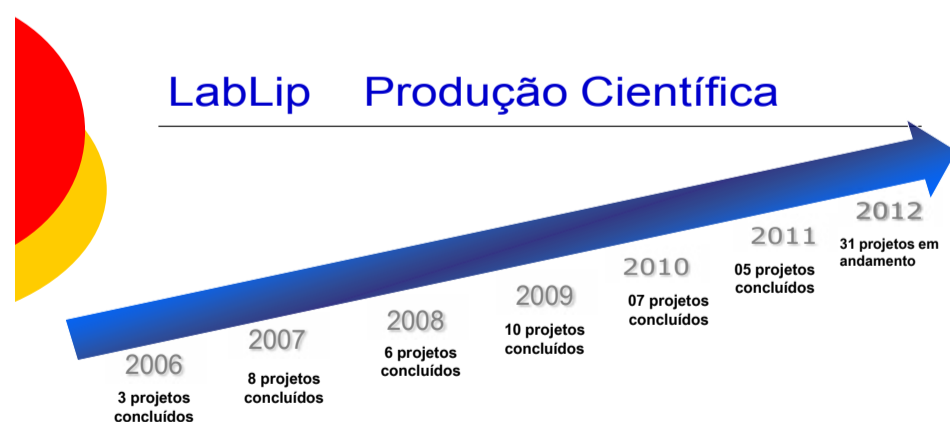 LabLip Produção Científica
2006
3 projetos
concluídos
2007
8 projetos
concluídos
2008
6 projetos
concluídos
2009
10 projetos
concluídos
2010
07 projetos
concluídos
2011
05 projetos
concluídos
2012
31 projetos em
andamento